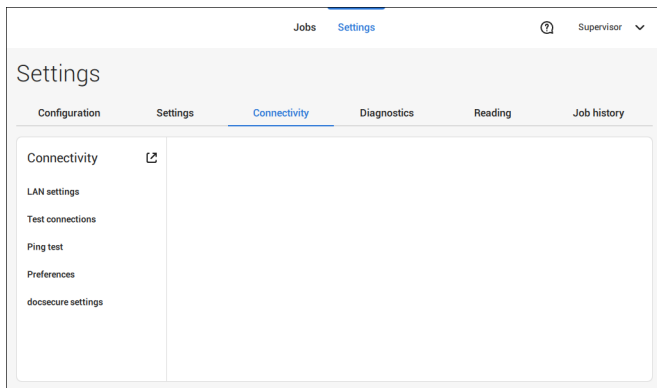 Jobs Settings Supervisor
Settings
Configuration Settings Connectivity Diagnostics Reading Job history
Connectivity
LAN settings
Test connections
Ping test
Preferences
docsecure settings